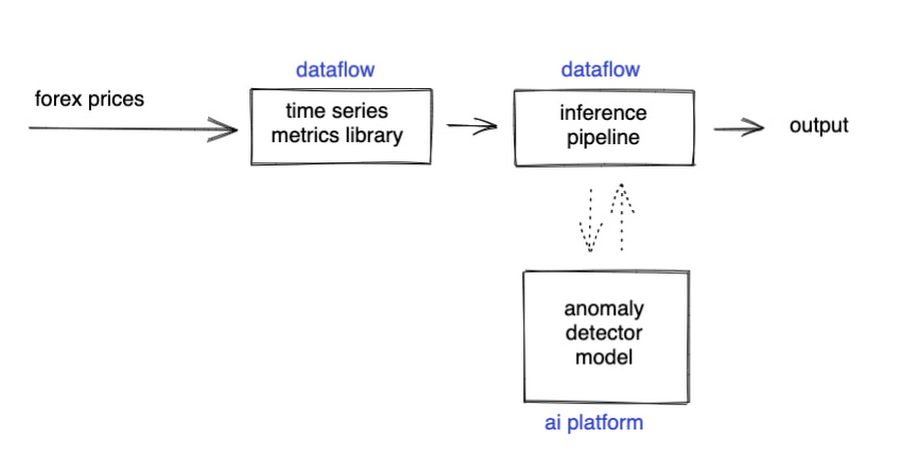 dataflow
dataflow
forex prices
time series
metrics library
inference
pipeline
output
anomaly
detector
model
ai platform